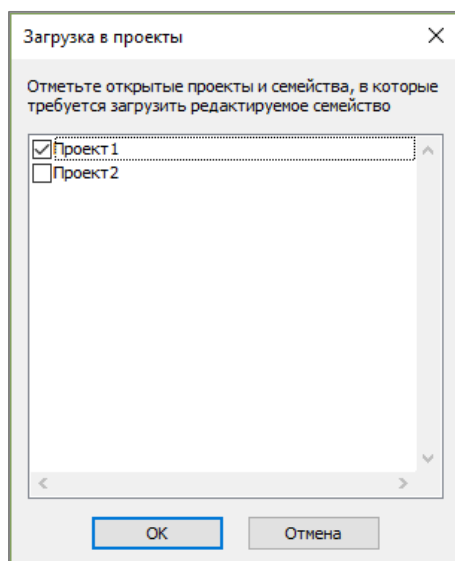 Загрузка в проекты
Отметьте открытые проекты и семейства, в которые
требуется загрузить редактируемое семейство
Проект1
Проект2
OK
Отмена